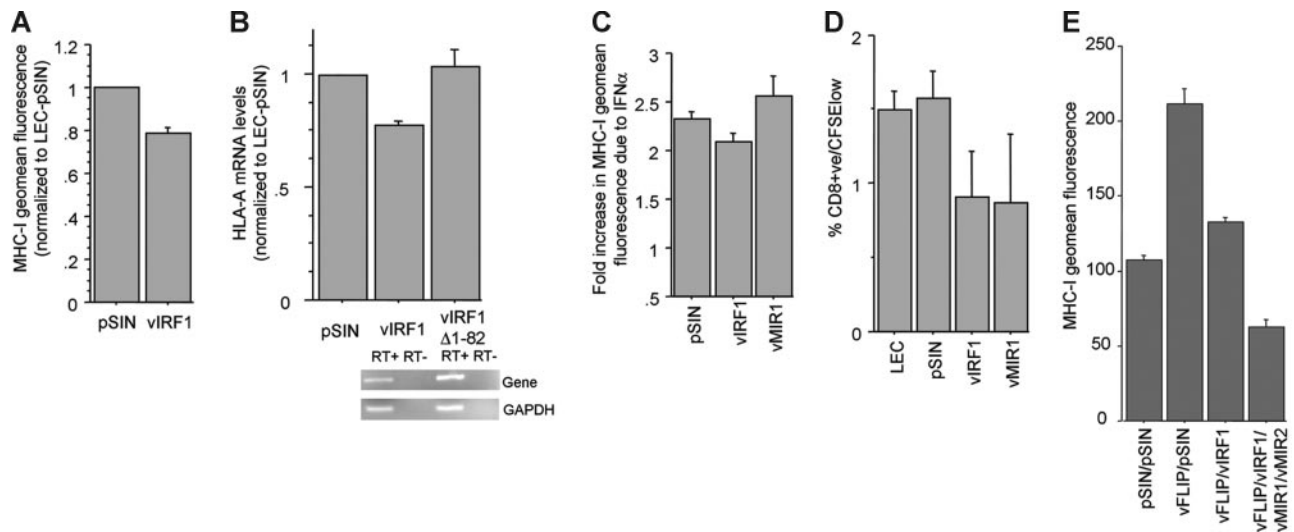 A
MHC-I geomean fluorescence
(normalized to LEC-pSIN)
1.2
1
.8
.6
.4
.2
0
pSIN vIRF1
B
HLA-A mRNA levels
(normalized to LEC-pSIN)
1
.5
0
pSIN vIRF1 vIRF1
Δ1-82
RT+ RT- RT+ RT-
Gene
GAPDH
C
Fold increase in MHC-I geomean
fluorescence due to IFNα
3
2.5
2
1.5
1
.5
pSIN
vIRF1
vMIR1
D
% CD8+ve/CFSElow
2
1
0
LEC
pSIN
vIRF1
vMIR1
E
MHC-I geomean fluorescence
250
200
150
100
50
0
pSIN/pSIN
vFLIP/pSIN
vFLIP/vIRF1
vFLIP/vIRF1/
vMIR1/vMIR2